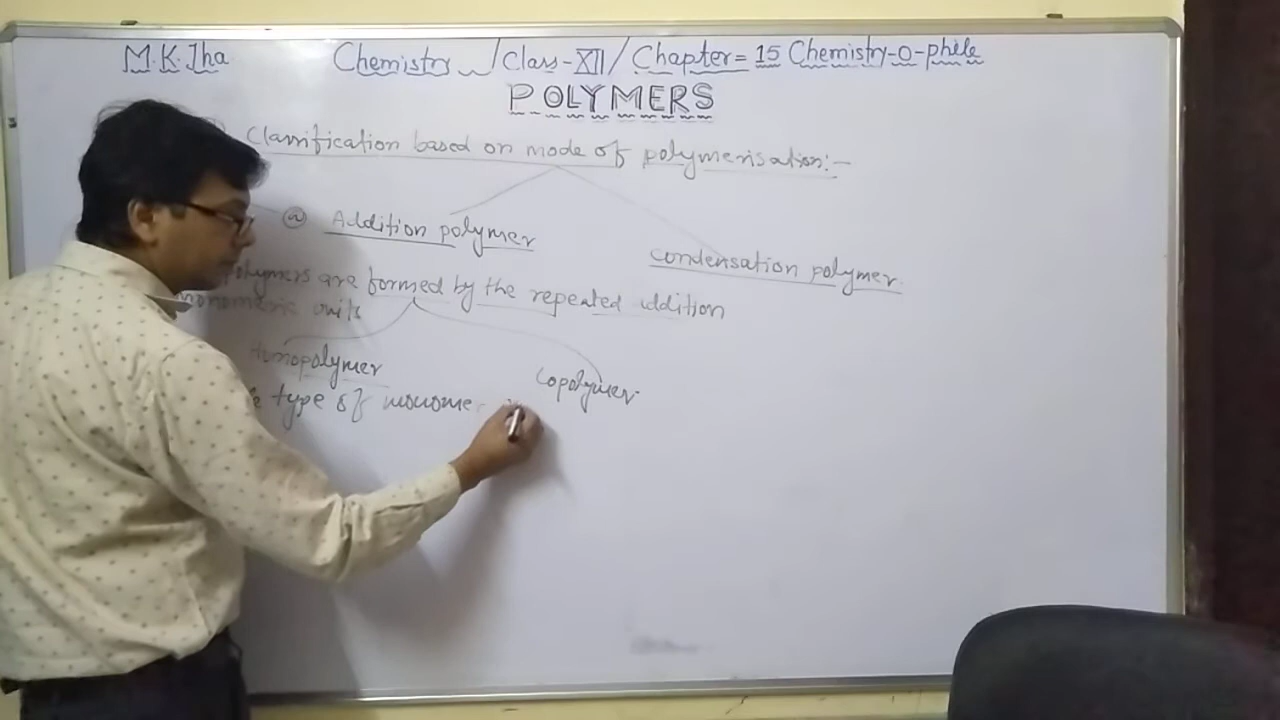 M.K.Jha Chemistry /Class-XII/ Chapter= 15 Chemistry-O-phile
POLYMERS
Classification based on mode of polymerisation:-
(a) Addition polymer
Condensation polymer.
Polymers are formed by the repeated addition
monomeric units
Homopolymer
Copolymer
type of monomer